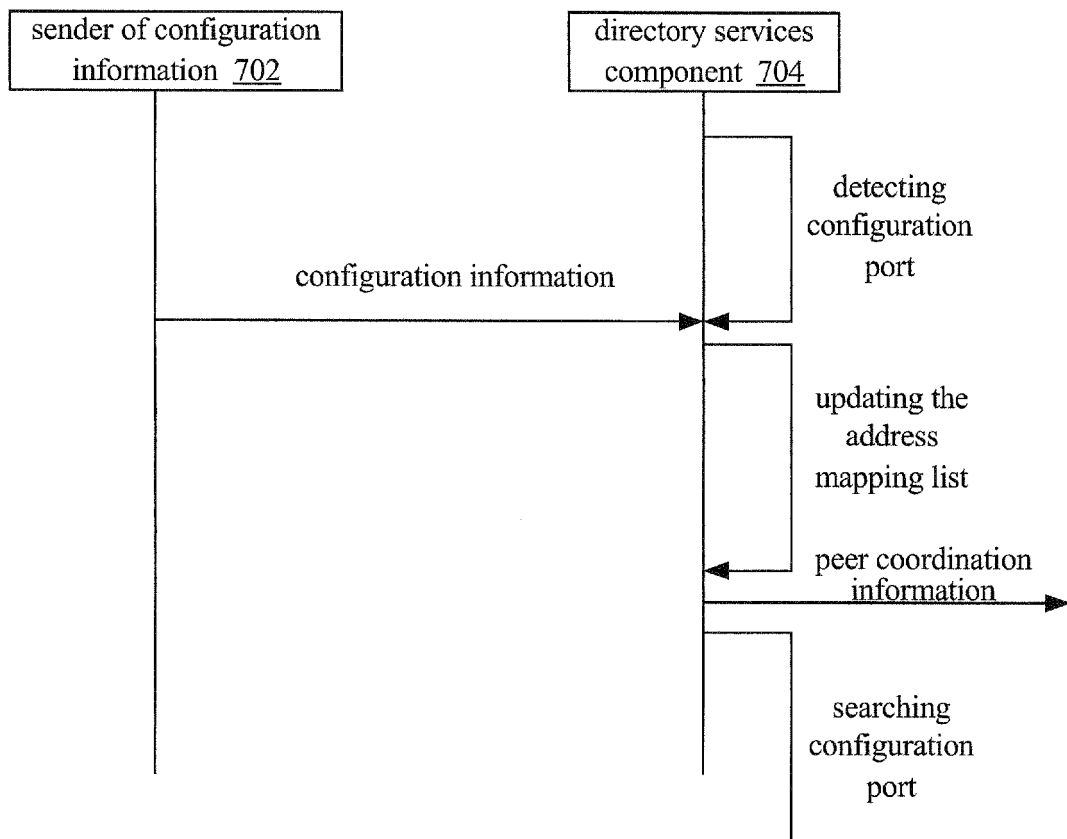 sender of configuration
information 702
directory services
component 704
detecting
configuration
port
configuration information
updating the
address
mapping list
peer coordination
information
searching
configuration
port